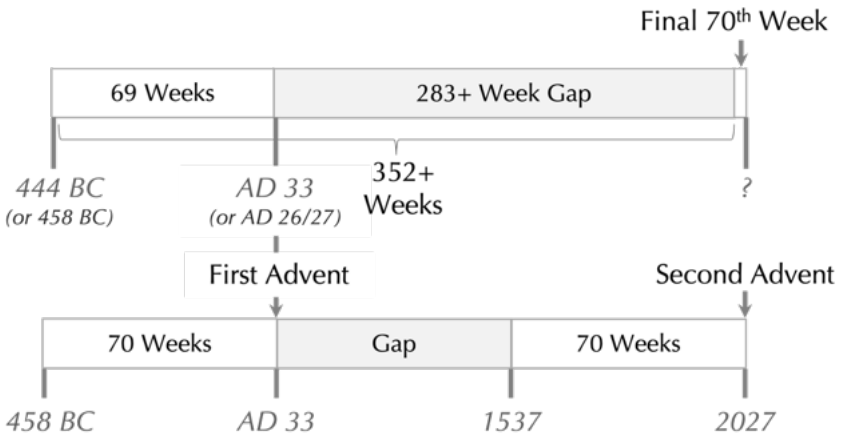 Final 70th Week
69 Weeks
283+ Week Gap
352+
Weeks
444 BC
(or 458 BC)
AD 33
(or AD 26/27)
?
First Advent
Second Advent
70 Weeks
Gap
70 Weeks
458 BC
AD 33
1537
2027